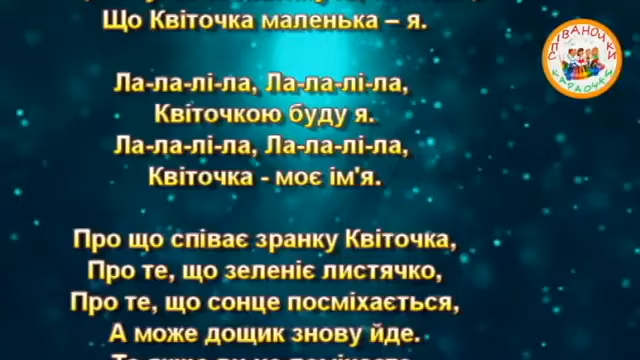 Що Квіточка маленька – я.
Ла-ла-лі-ла, Ла-ла-лі-ла,
Квіточкою буду я.
Ла-ла-лі-ла, Ла-ла-лі-ла,
Квіточка - моє ім'я.
Про що співає зранку Квіточка,
Про те, що зеленіє листячко,
Про те, що сонце посміхається,
А може дощик знову йде.
СПІВАНОЧКИ
КАРАОЧКИ